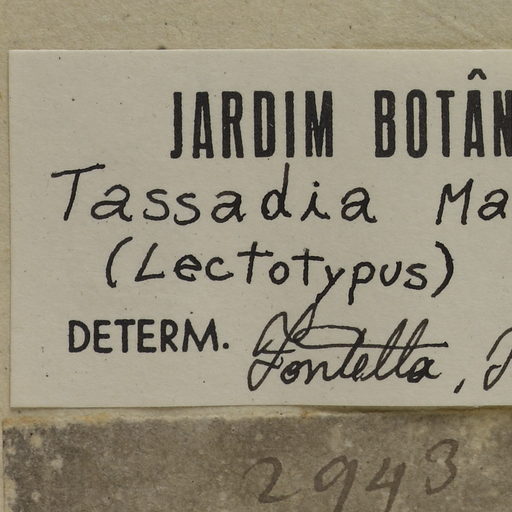 JARDIM BOTÂN
Tassadia Ma
(Lectotypus)
DETERM. Fontella, J
2943